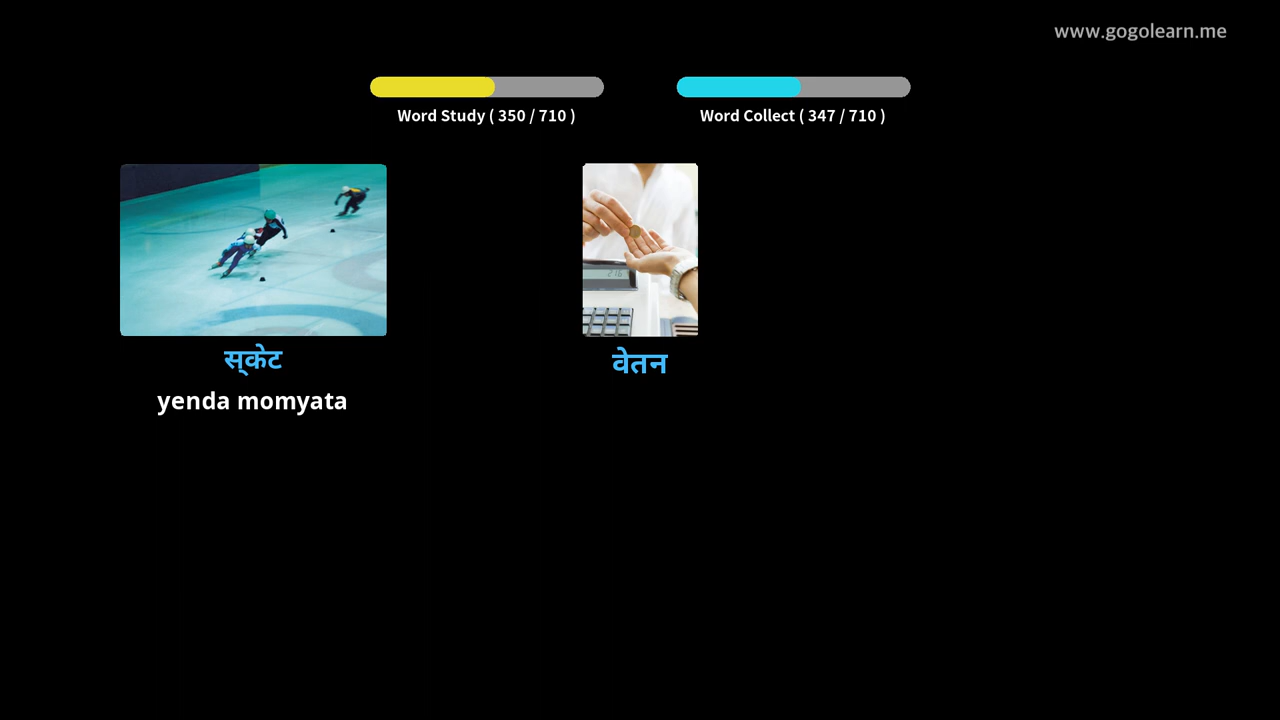 www.gogolearn.me
Word Study ( 350 / 710 )
Word Collect ( 347 / 710 )
स्केट
वेतन
yenda momyata